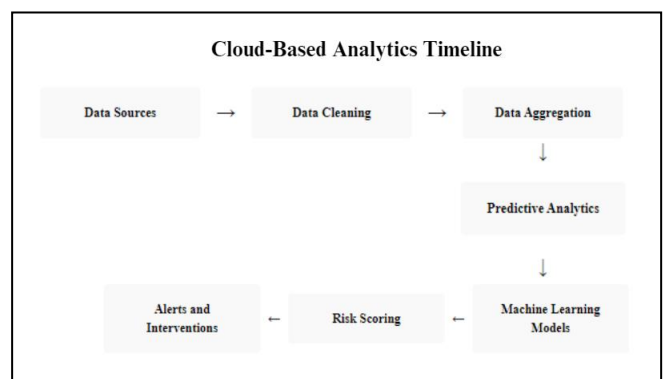 Cloud-Based Analytics Timeline
Data Sources → Data Cleaning → Data Aggregation
↓
Predictive Analytics
↓
Machine Learning
Models
←
Risk Scoring
←
Alerts and
Interventions